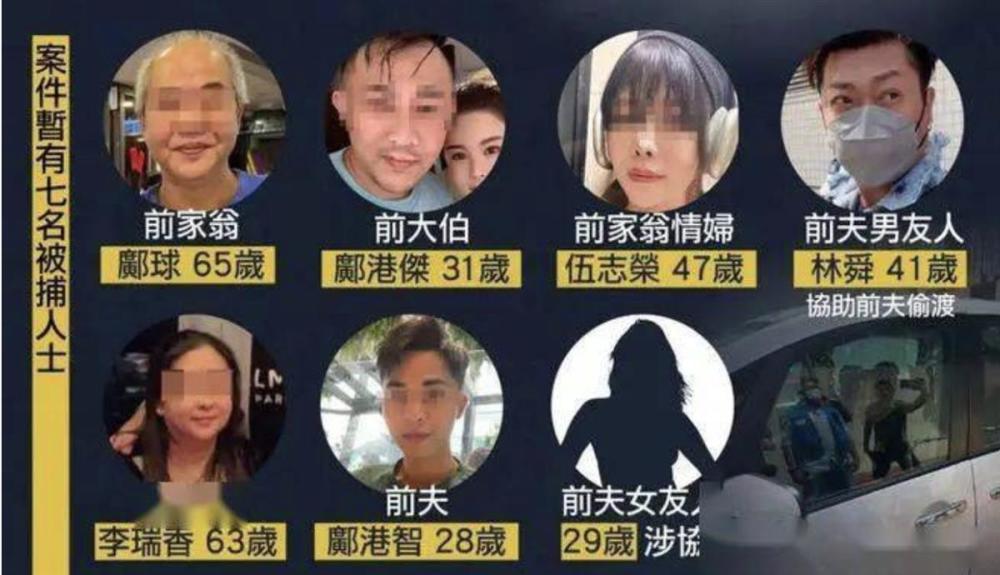 案件暫有七名被捕人士
前家翁
鄺球 65歲
前大伯
鄺港傑 31歲
前家翁情婦
伍志榮 47歲
前夫男友人
林舜 41歲
協助前夫偷渡
李瑞香 63歲
前夫
鄺港智 28歲
前夫女友
29歲 涉協